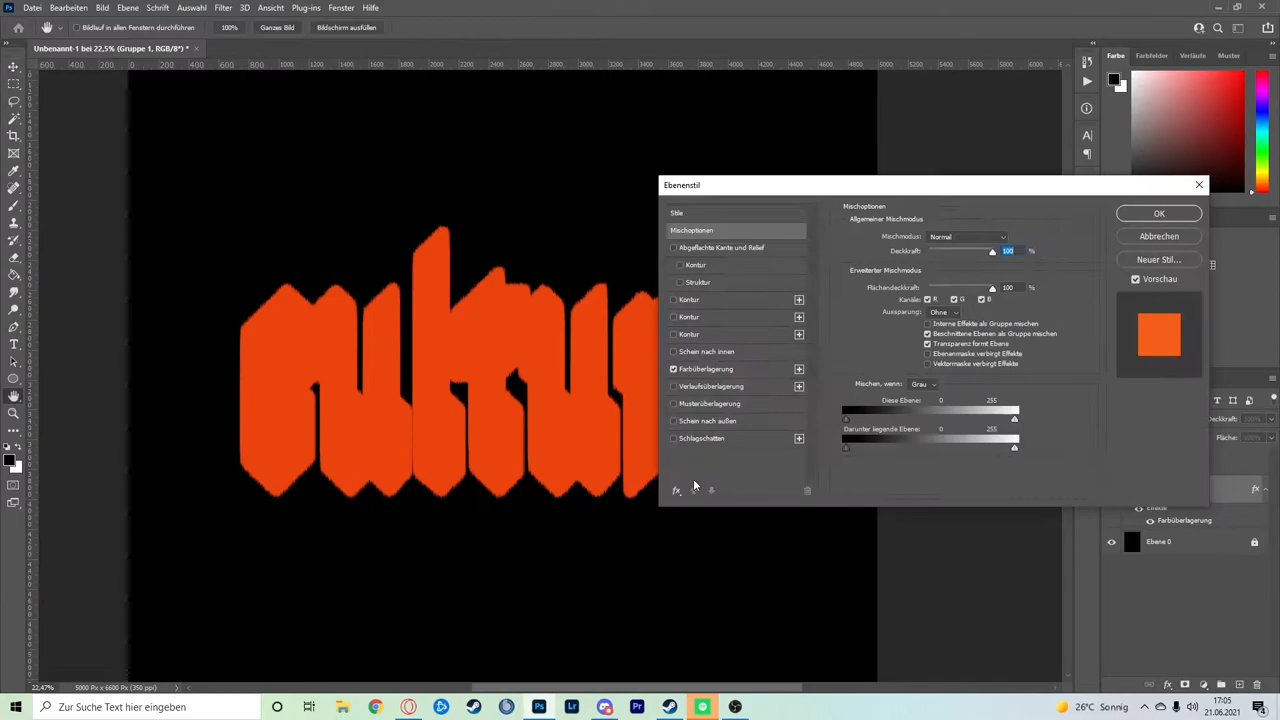 Datei Bearbeiten Bild Ebene Schrift Auswahl Filter 3D Ansicht Plug-ins Fenster Hilfe
Bildlauf in allen Fenstern durchführen 100% Ganzes Bild Bildschirm ausfüllen
Unbenannt-1 bei 22,5% (Gruppe 1, RGB/8*) *
Farbe Farbfelder Verläufe Muster
Ebenenstil
Stile
Mischoptionen
Abgeflachte Kante und Relief
Kontur
Struktur
Kontur
Kontur
Kontur
Schein nach innen
Farbüberlagerung
Verlaufsüberlagerung
Musterüberlagerung
Schein nach außen
Schlagschatten
fx
Mischoptionen
Allgemeiner Mischmodus
Mischmodus: Normal
Deckkraft: 100 %
Erweiterter Mischmodus
Flächendeckkraft: 100 %
Kanäle: R G B
Aussparung: Ohne
Interne Effekte als Gruppe mischen
Beschnittene Ebenen als Gruppe mischen
Transparenz formt Ebene
Ebenenmaske verbirgt Effekte
Vektormaske verbirgt Effekte
Mischen, wenn: Grau
Diese Ebene: 0 255
Darunter liegende Ebene: 0 255
OK
Abbrechen
Neuer Stil...
Vorschau
Deckkraft:
Fläche:
fx
Effekte
Farbüberlagerung
Ebene 0
22,47% 5000 Px x 6600 Px (350 ppi)
Zur Suche Text hier eingeben
26°C Sonnig
17:05
21.06.2021